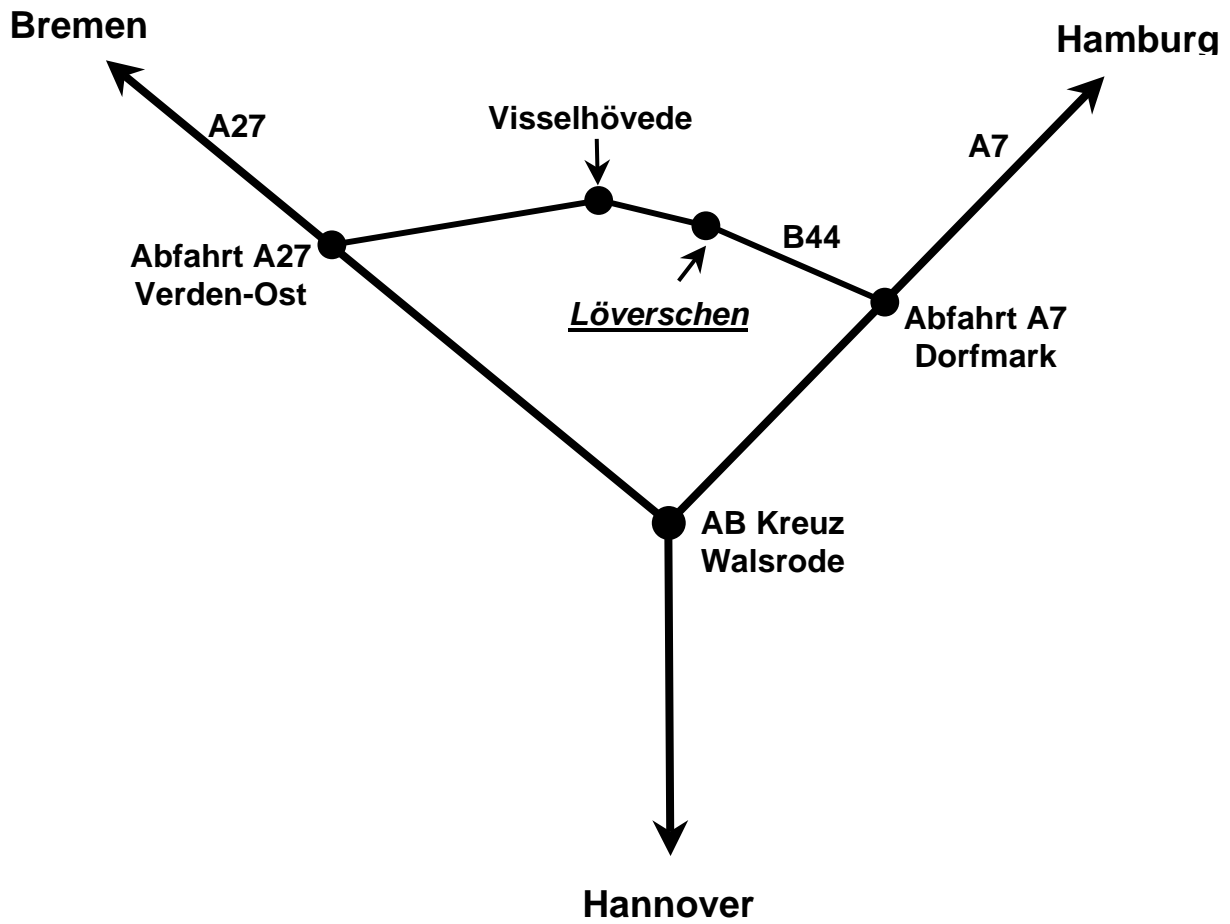 Bremen
Hamburg
A27
Visselhövede
A7
B44
Abfahrt A27
Verden-Ost
Löverschen
Abfahrt A7
Dorfmark
AB Kreuz
Walsrode
Hannover